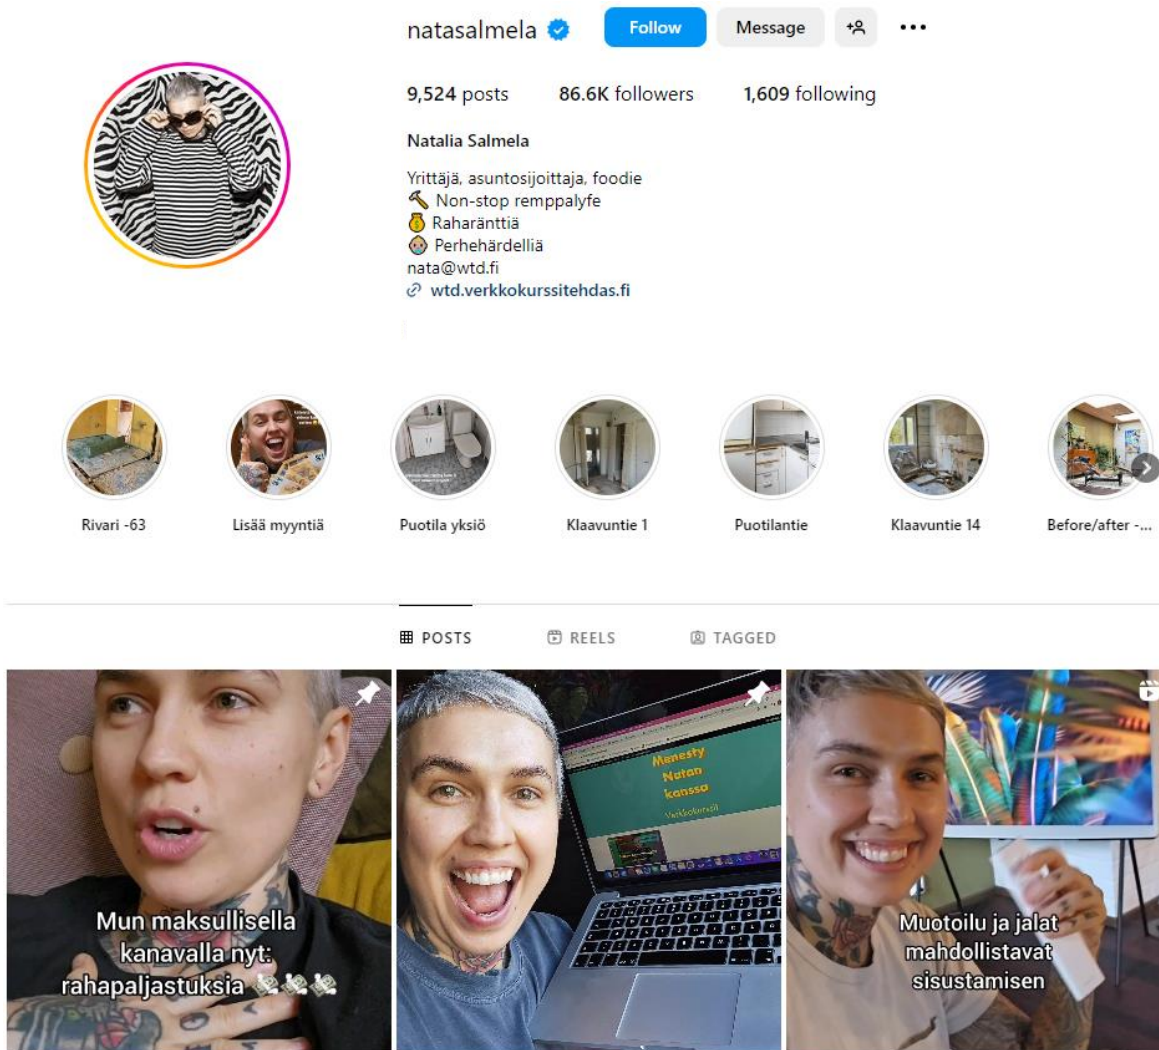 natasalmela
Follow
Message
9,524 posts
86.6K followers
1,609 following
Natalia Salmela
Yrittäjä, asuntosijoittaja, foodie
Non-stop remppalyfe
Raharänttiä
Perhehärdelliä
nata@wtd.fi
wtd.verkkokurssitehdas.fi
Rivari -63
Lisää myyntiä
Puotila yksiö
Klaavuntie 1
Puotilantie
Klaavuntie 14
Before/after -...
POSTS
REELS
TAGGED
Mun maksullisella
kanavalla nyt:
rahapaljastuksia
Menesty
Natan
kanssa
Verkkokurssit
Muotoilu ja jalat
mahdollistavat
sisustamisen